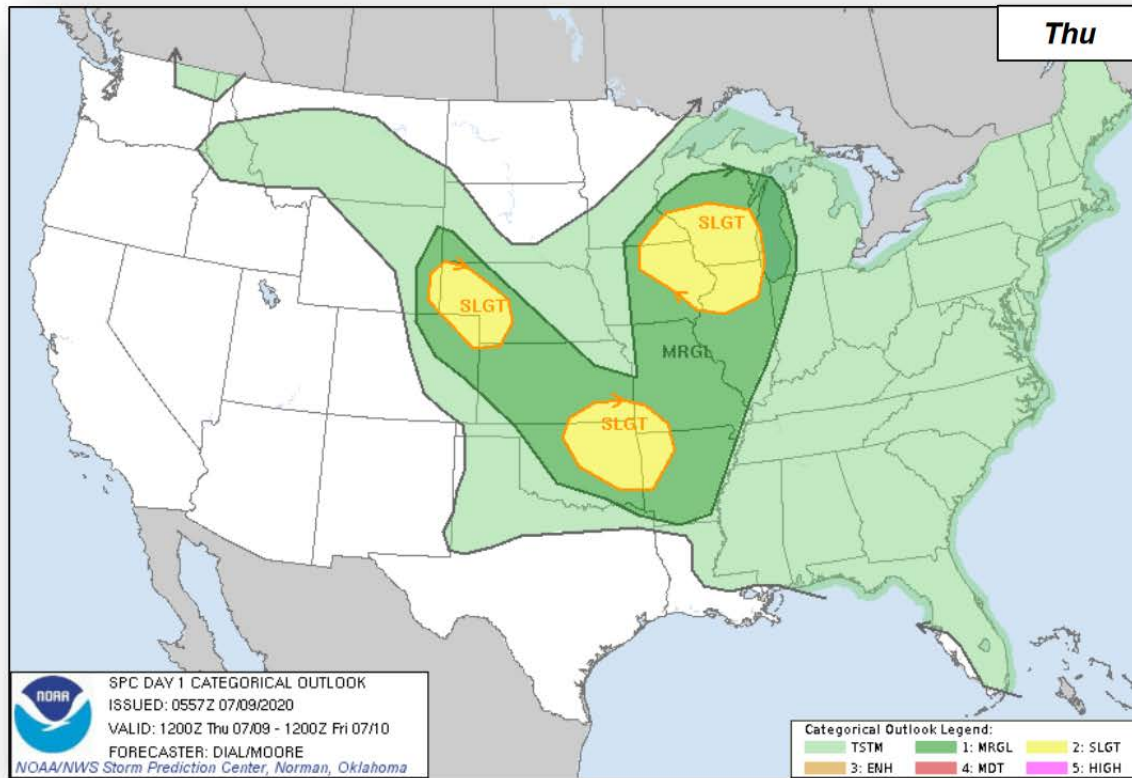 Thu
SLGT
SLGT
MRGL
SLGT
NOAA
SPC DAY 1 CATEGORICAL OUTLOOK
ISSUED: 0557Z 07/09/2020
VALID: 1200Z Thu 07/09 - 1200Z Fri 07/10
FORECASTER: DIAL/MOORE
NOAA/NWS Storm Prediction Center, Norman, Oklahoma
Categorical Outlook Legend:
TSTM 1: MRGL 2: SLGT
3: ENH 4: MDT 5: HIGH